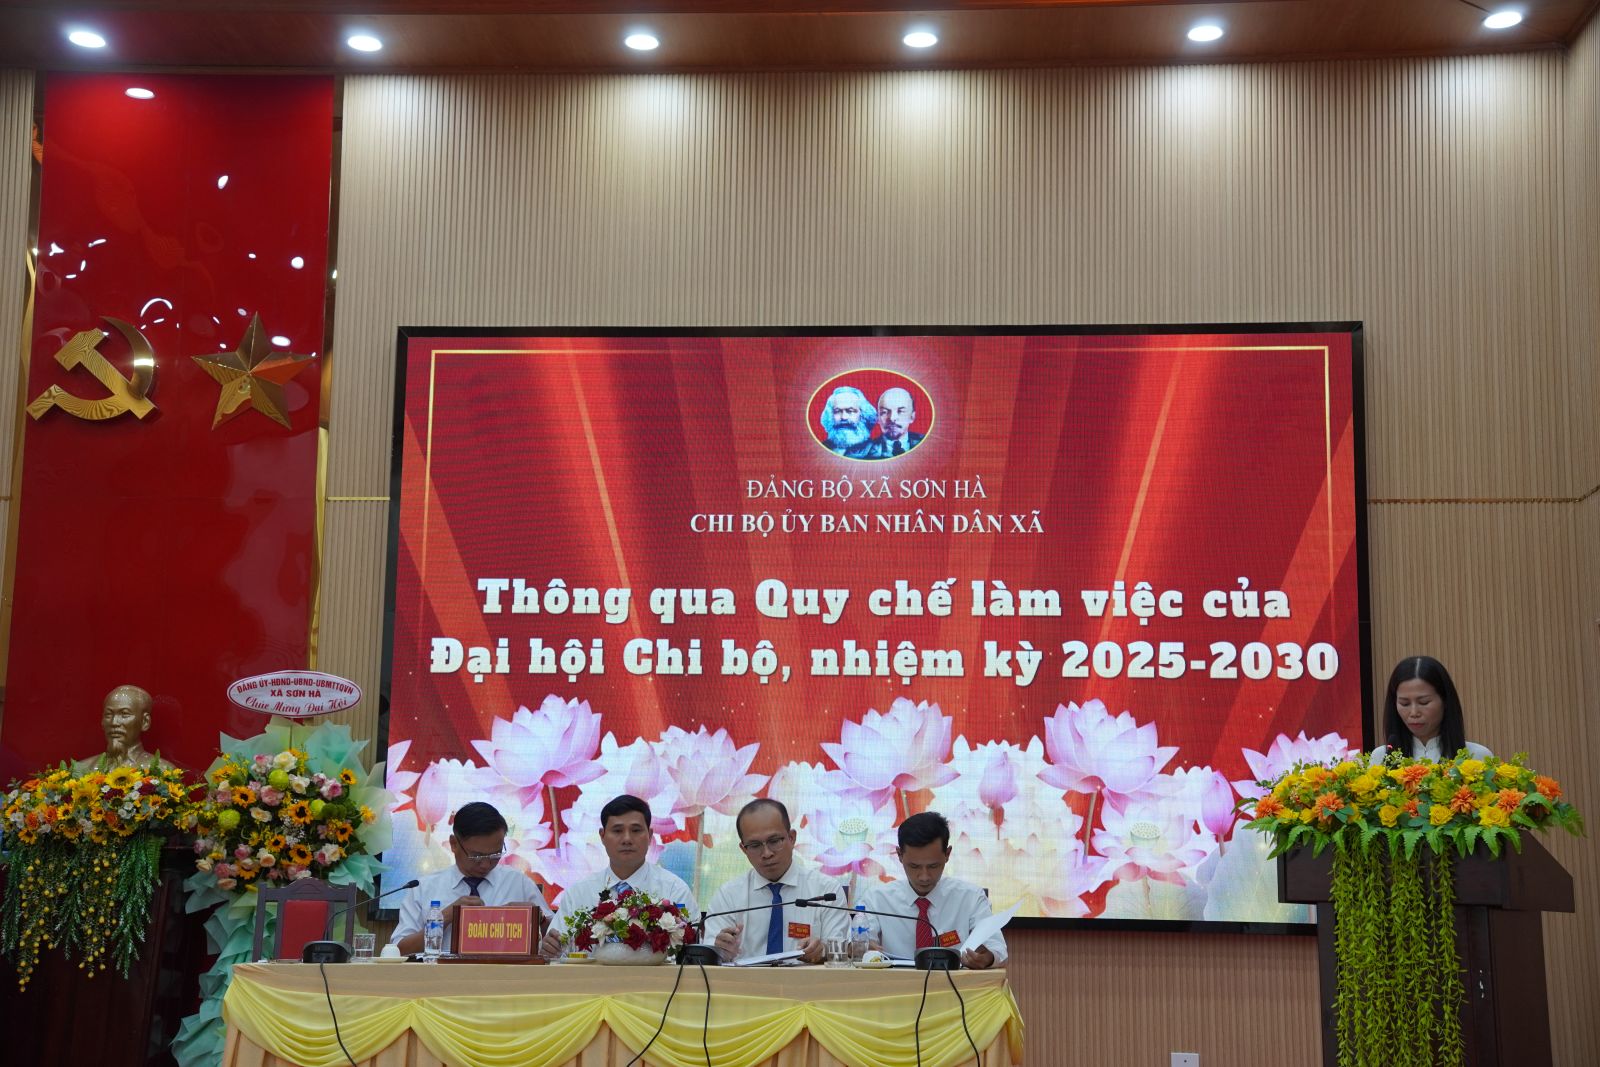 ĐẢNG BỘ XÃ SƠN HÀ
CHI BỘ ỦY BAN NHÂN DÂN XÃ
Thông qua Quy chế làm việc của
Đại hội Chi bộ, nhiệm kỳ 2025-2030
ĐẢNG ỦY-HĐND-UBND-UBMTTQVN
XÃ SƠN HÀ
Chúc Mừng Đại Hội
ĐOÀN CHỦ TỊCH